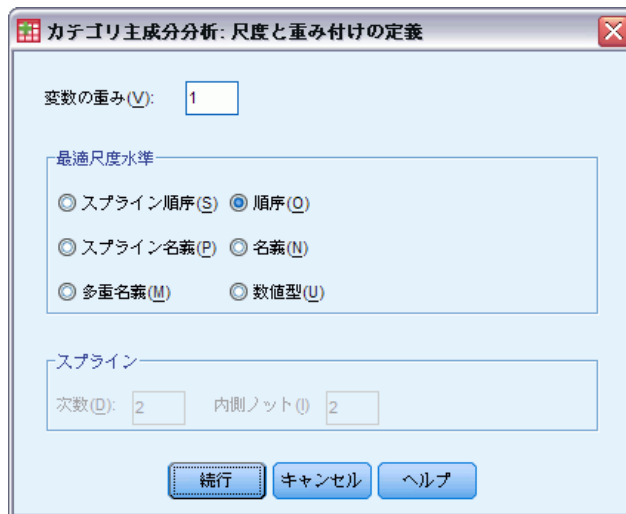 カテゴリ主成分分析: 尺度と重み付けの定義
変数の重み(V): 1
最適尺度水準
スプライン順序(S) 順序(O)
スプライン名義(P) 名義(N)
多重名義(M) 数値型(U)
スプライン
次数(D): 2 内側ノット(I) 2
続行 キャンセル ヘルプ